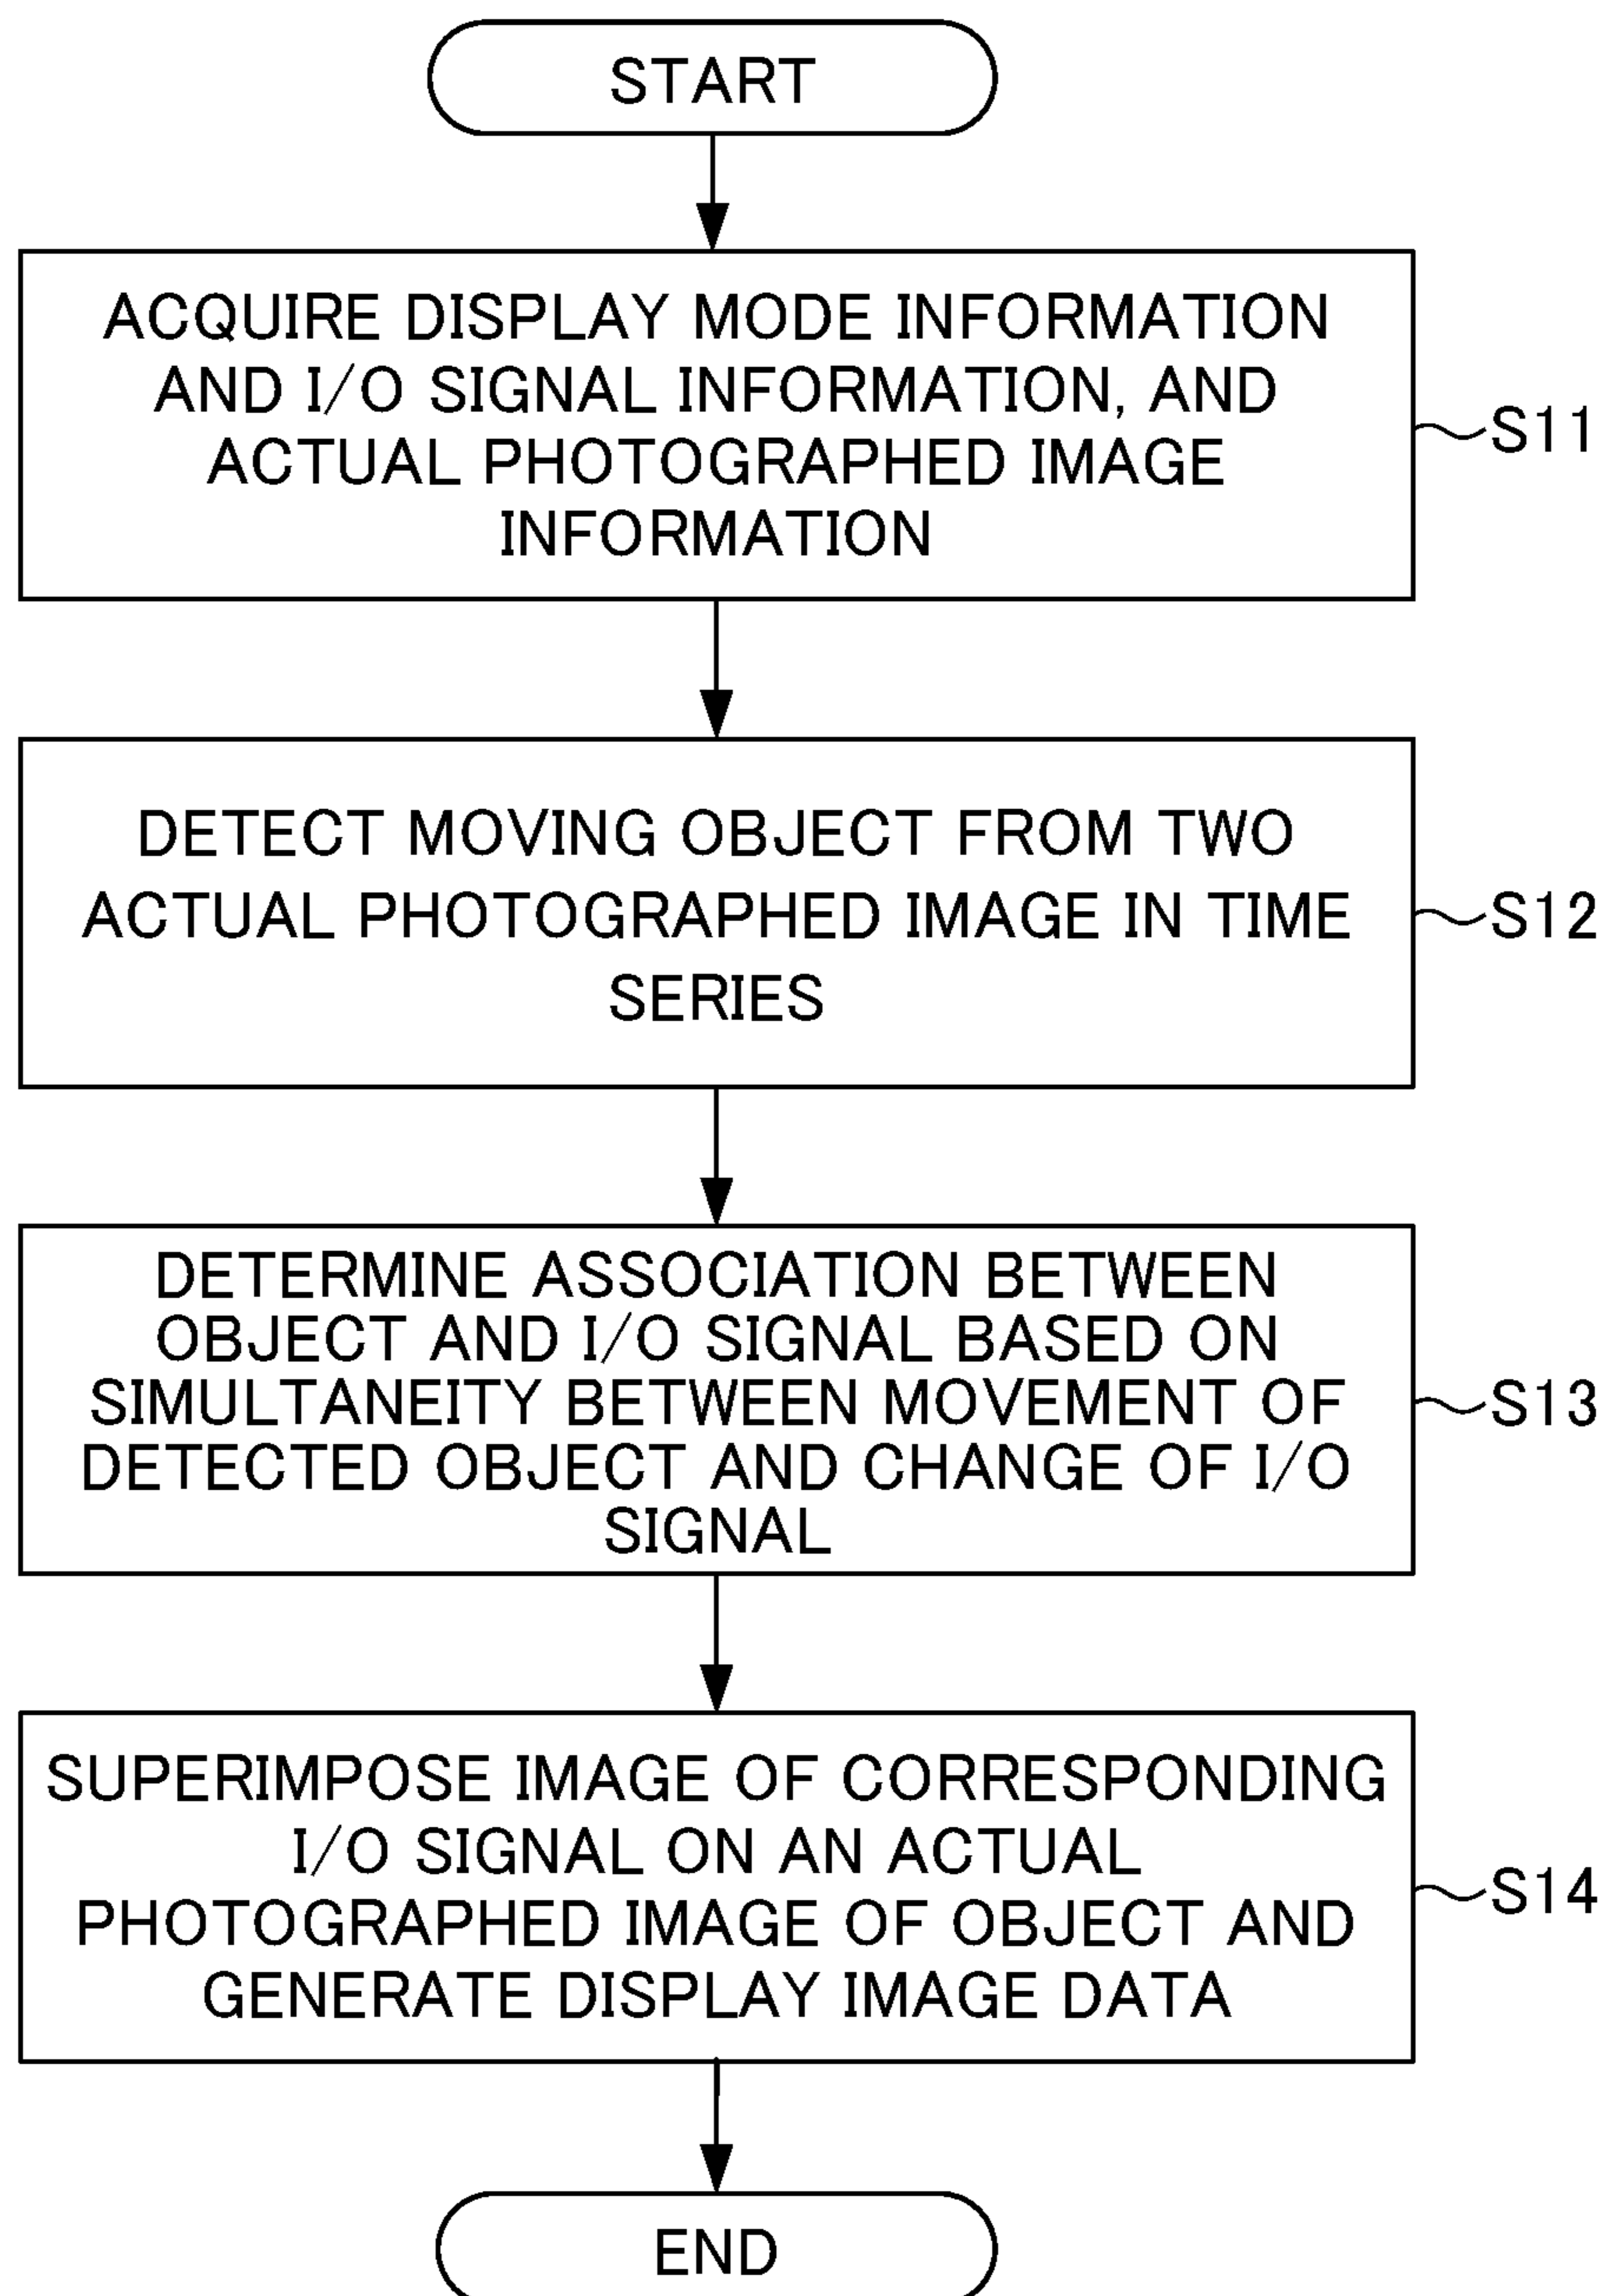 START
ACQUIRE DISPLAY MODE INFORMATION
AND I/O SIGNAL INFORMATION, AND
ACTUAL PHOTOGRAPHED IMAGE
INFORMATION
S11
DETECT MOVING OBJECT FROM TWO
ACTUAL PHOTOGRAPHED IMAGE IN TIME
SERIES
S12
DETERMINE ASSOCIATION BETWEEN
OBJECT AND I/O SIGNAL BASED ON
SIMULTANEITY BETWEEN MOVEMENT OF
DETECTED OBJECT AND CHANGE OF I/O
SIGNAL
S13
SUPERIMPOSE IMAGE OF CORRESPONDING
I/O SIGNAL ON AN ACTUAL
PHOTOGRAPHED IMAGE OF OBJECT AND
GENERATE DISPLAY IMAGE DATA
S14
END